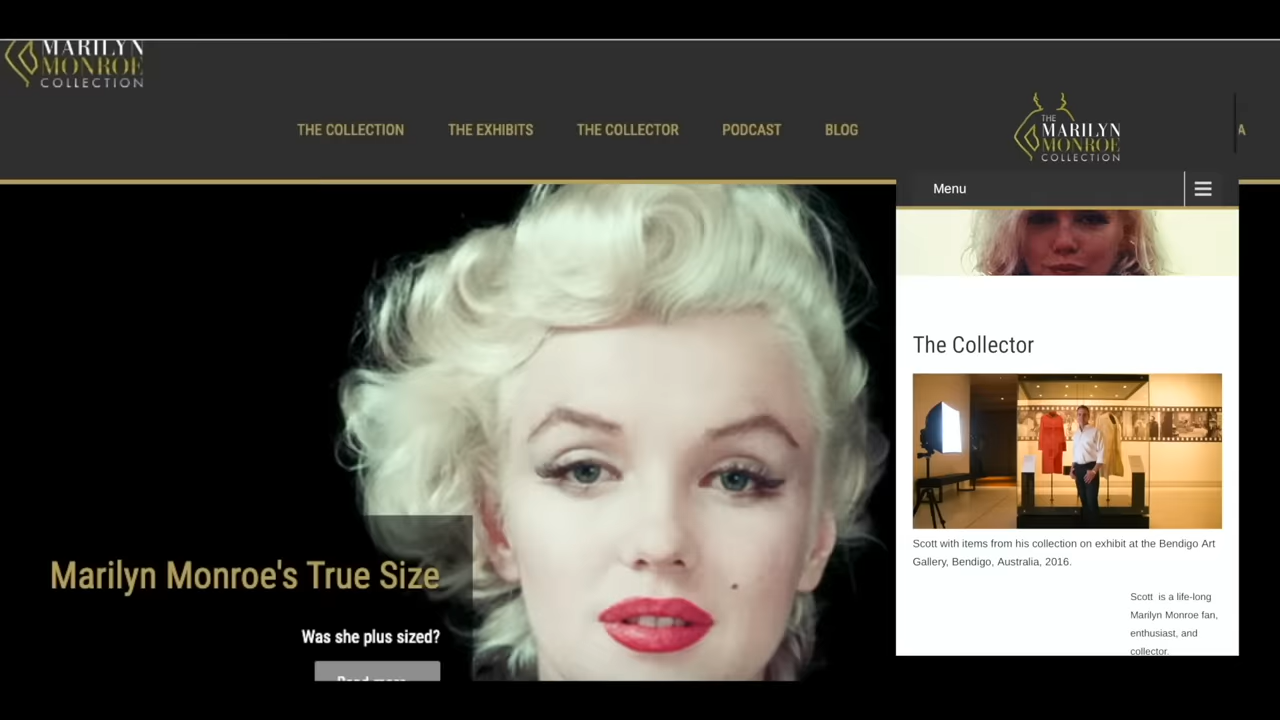 MARILYN
MONROE
COLLECTION
THE COLLECTION
THE EXHIBITS
THE COLLECTOR
PODCAST
BLOG
A
THE
MARILYN
MONROE
COLLECTION
Menu
Marilyn Monroe's True Size
Was she plus sized?
Read more
The Collector
Scott with items from his collection on exhibit at the Bendigo Art
Gallery, Bendigo, Australia, 2016.
Scott is a life-long
Marilyn Monroe fan,
enthusiast, and
collector.